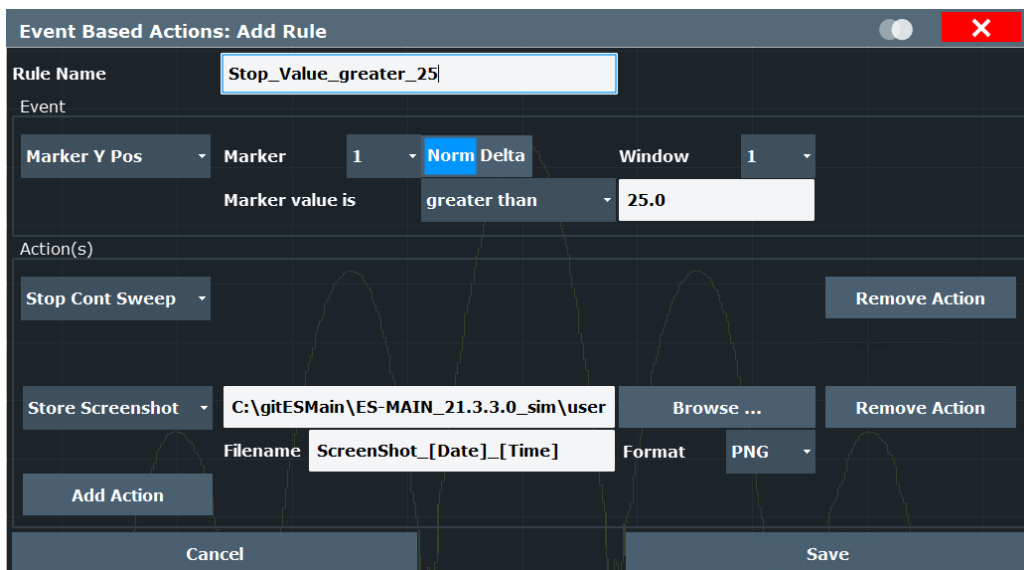 Event Based Actions: Add Rule
Rule Name Stop_Value_greater_25
Event
Marker Y Pos Marker 1 Norm Delta Window 1
Marker value is greater than 25.0
Action(s)
Stop Cont Sweep Remove Action
Store Screenshot C:\gitESMain\ES-MAIN_21.3.3.0_sim\user Browse ... Remove Action
Filename ScreenShot_[Date]_[Time] Format PNG
Add Action
Cancel Save